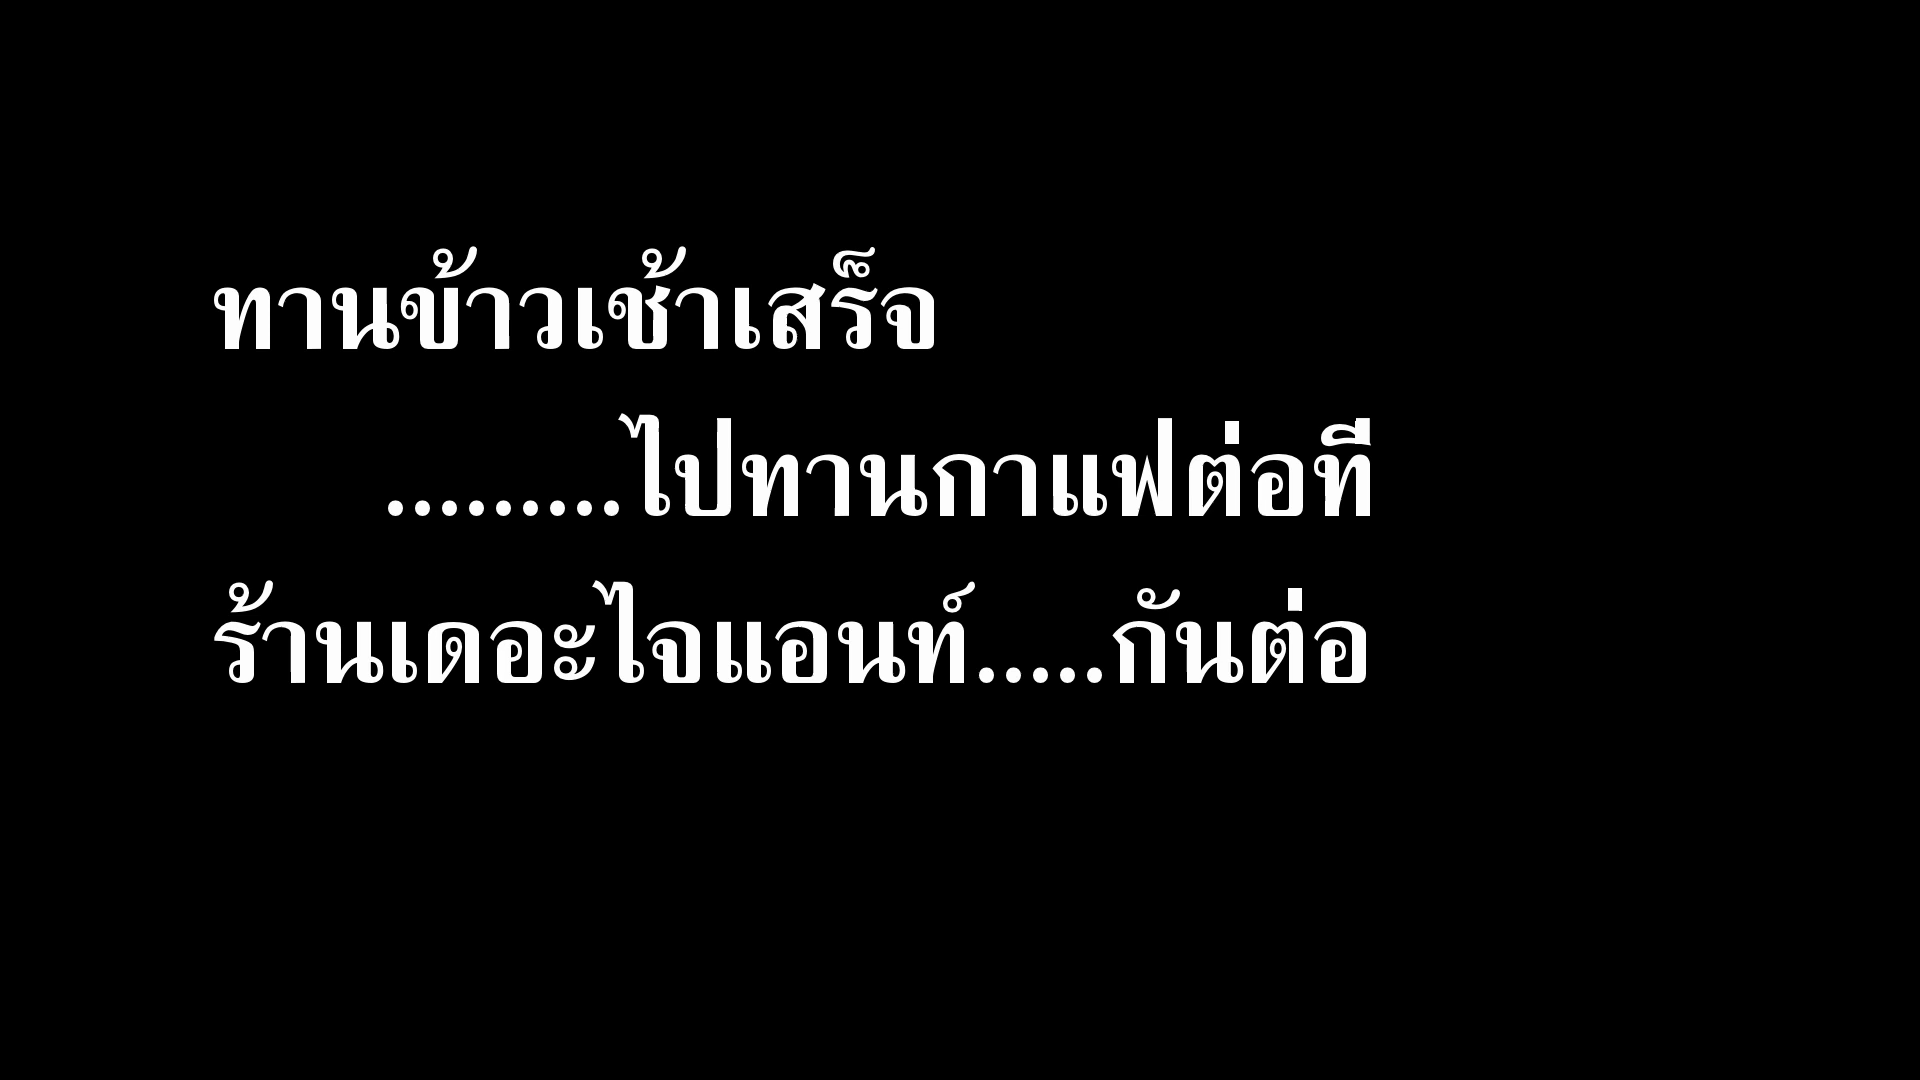 ทานข้าวเช้าเสร็จ
.........ไปทานกาแฟต่อที
ร้านเดอะไจแอนท์.....กันต่อ